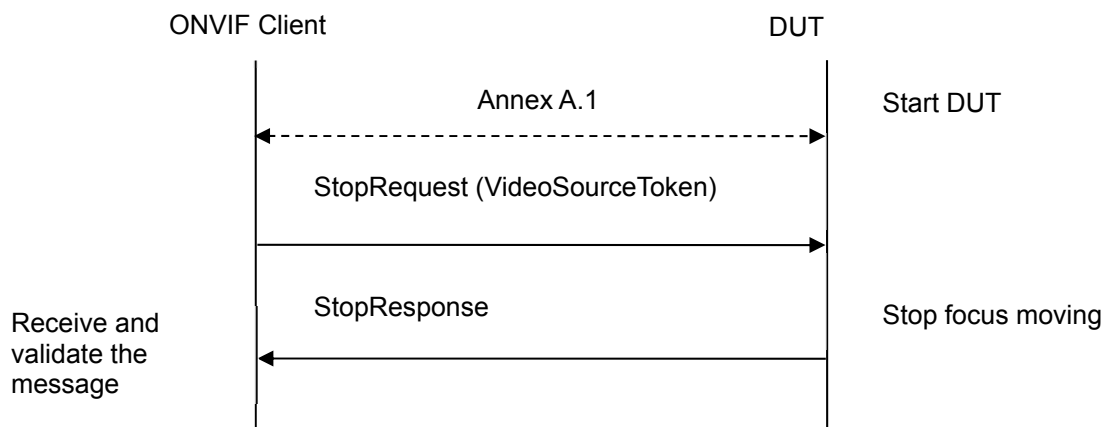 ONVIF Client
DUT
Annex A.1
Start DUT
StopRequest (VideoSourceToken)
StopResponse
Stop focus moving
Receive and
validate the
message